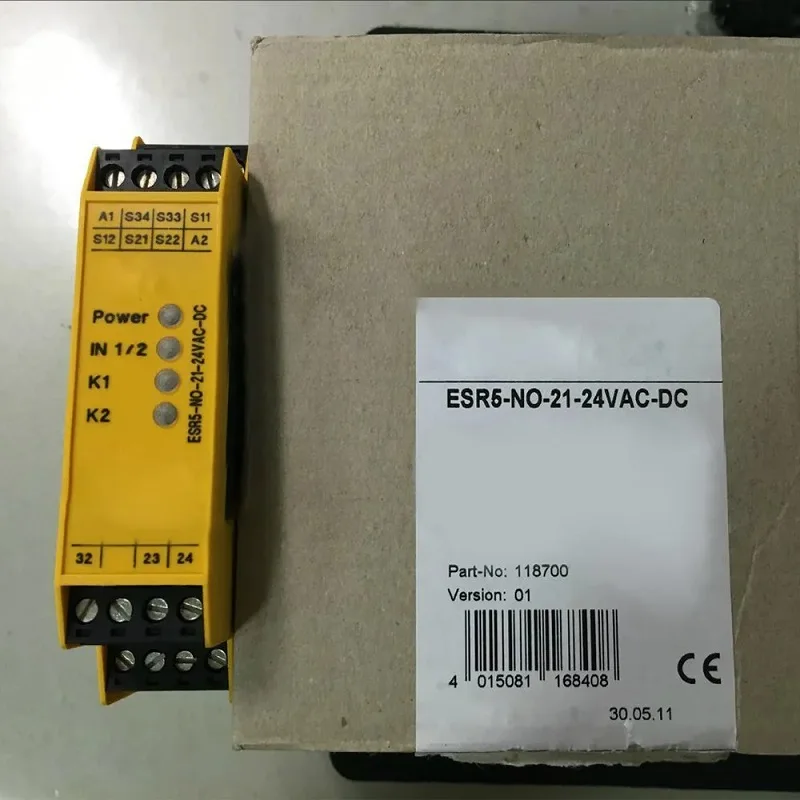 A1 S34 S33 S11
S12 S21 S22 A2
Power
IN 1/2
K1
K2
ESR5-NO-21-24VAC-DC
32 23 24
ESR5-NO-21-24VAC-DC
Part-No: 118700
Version: 01
4 015081 168408
CE
30.05.11